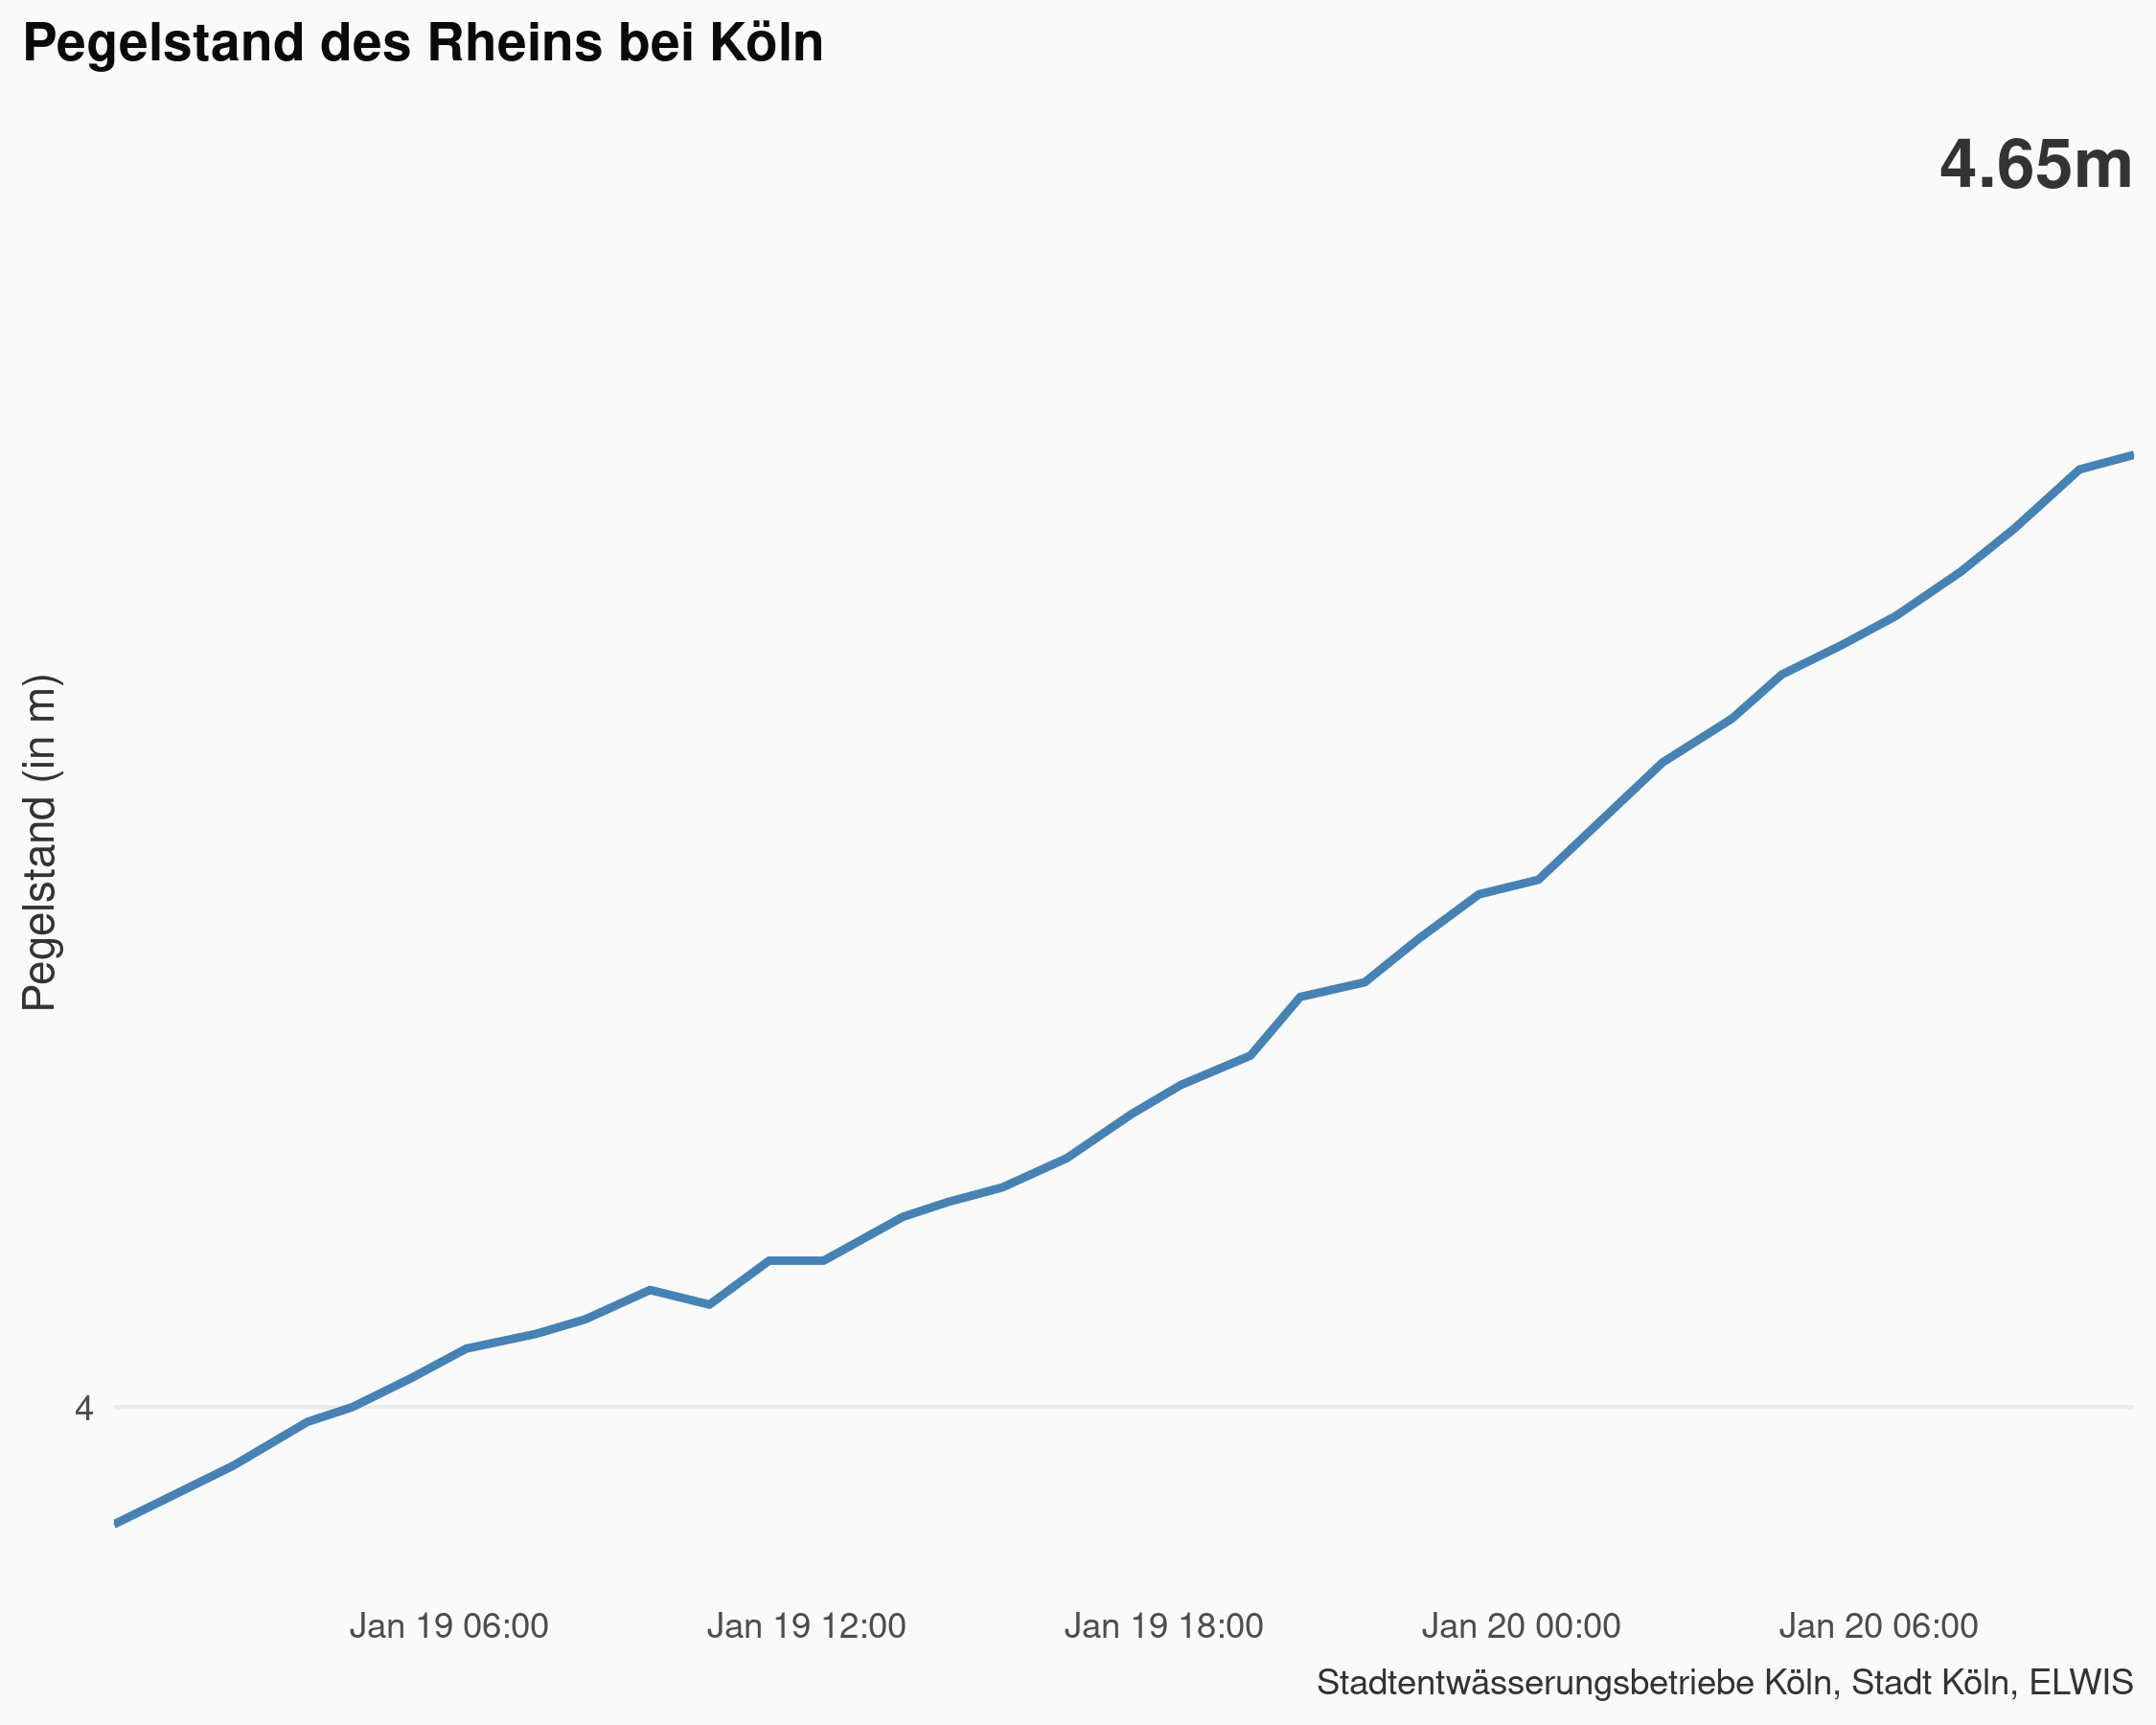 Pegelstand des Rheins bei Köln
4.65m
Pegelstand (in m)
4
Jan 19 06:00
Jan 19 12:00
Jan 19 18:00
Jan 20 00:00
Jan 20 06:00
Stadtentwässerungsbetriebe Köln, Stadt Köln, ELWIS